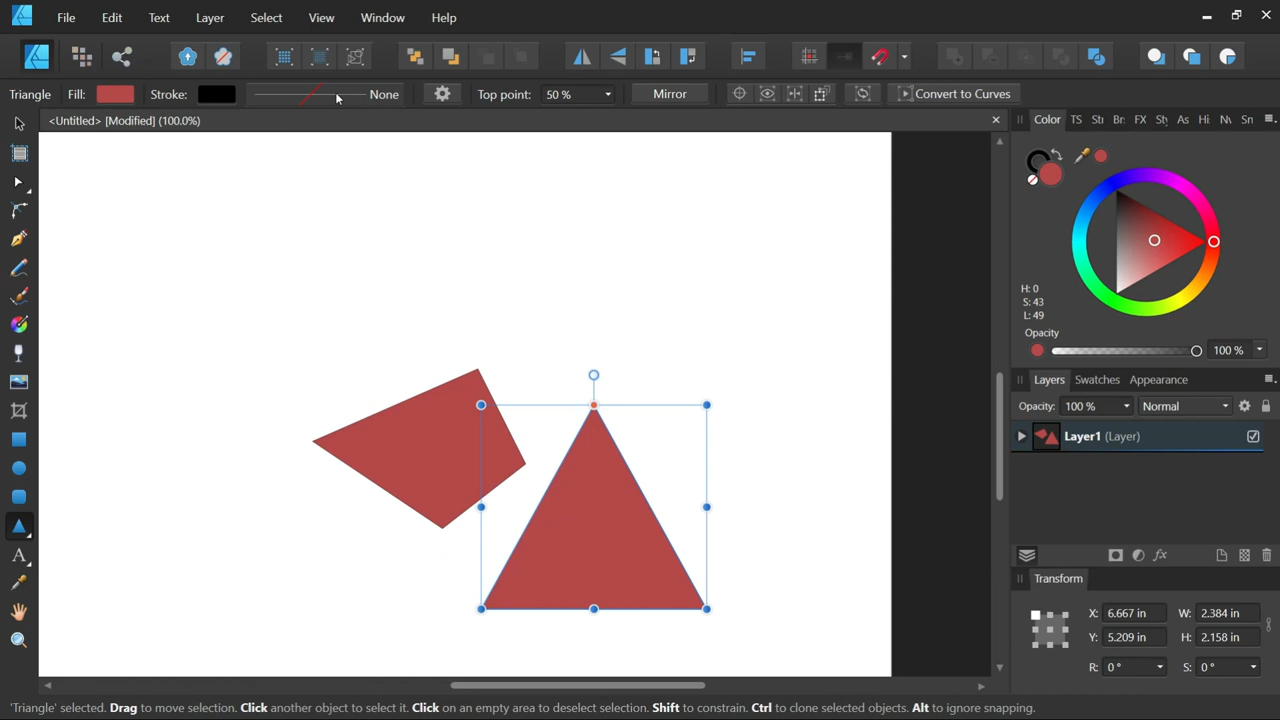 File Edit Text Layer Select View Window Help
Triangle Fill: Stroke: None Top point: 50 % Mirror Convert to Curves
<Untitled> [Modified] (100.0%)
Color TS Str Br: FX Sty As Hi Sn
H: 0
S: 43
L: 49
Opacity
100 %
Layers Swatches Appearance
Opacity: 100 % Normal
Layer1 (Layer)
Transform
X: 6.667 in W: 2.384 in
Y: 5.209 in H: 2.158 in
R: 0° S: 0°
A
'Triangle' selected. Drag to move selection. Click another object to select it. Click on an empty area to deselect selection. Shift to constrain. Ctrl to clone selected objects. Alt to ignore snapping.